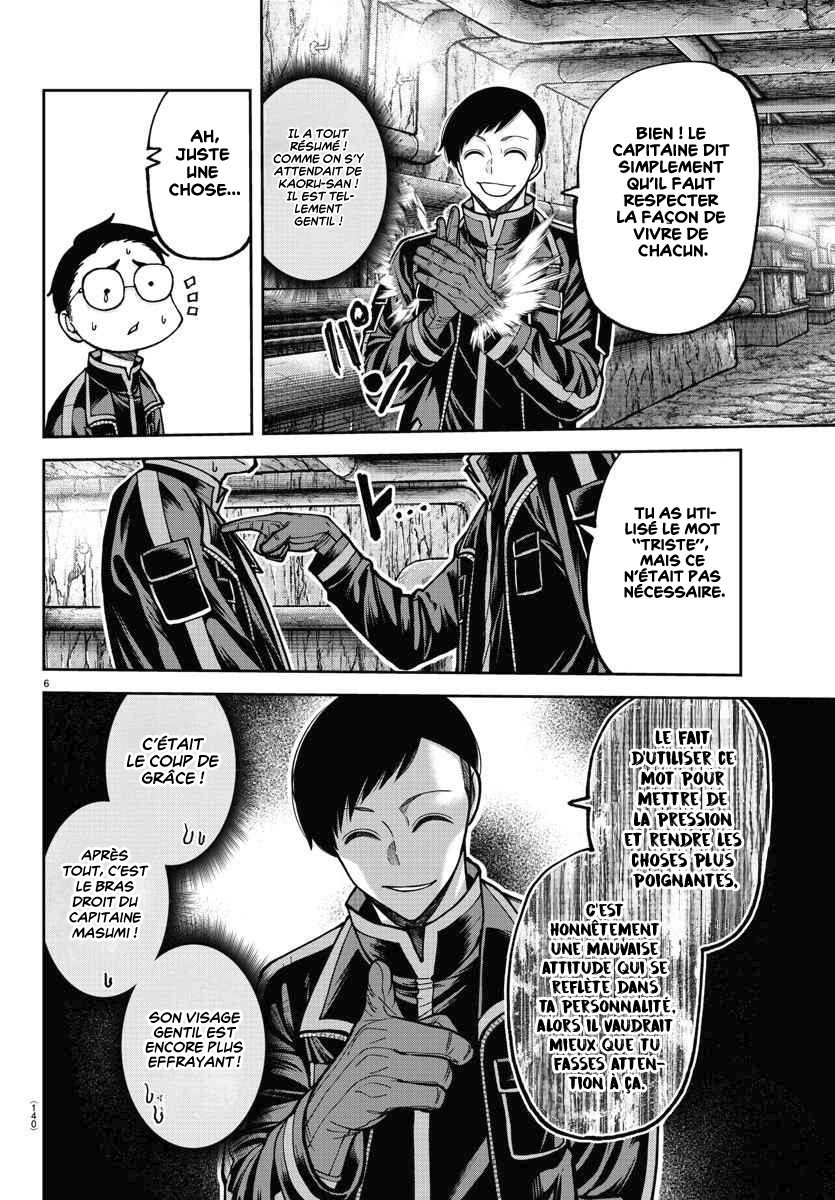 BIEN ! LE
CAPITAINE DIT
SIMPLEMENT
QU'IL FAUT
RESPECTER
LA FAÇON DE
VIVRE DE
CHACUN.
IL A TOUT
RÉSUMÉ !
COMME ON S'Y
ATTENDAIT DE
KAORU-SAN !
IL EST TEL-
LEMENT
GENTIL !
AH,
JUSTE
UNE
CHOSE...
TU AS UTI-
LISÉ LE MOT
"TRISTE",
MAIS CE
N'ÉTAIT PAS
NÉCESSAIRE.
6
LE FAIT
D'UTILISER CE
MOT POUR
METTRE DE
LA PRESSION
ET RENDRE LES
CHOSES PLUS
POIGNANTES,
C'EST
HONNÊTEMENT
UNE MAUVAISE
ATTITUDE QUI SE
REFLÈTE DANS
TA PERSONNALITÉ,
ALORS IL VAUDRAIT
MIEUX QUE TU
FASSES ATTEN-
TION À ÇA.
C'ÉTAIT
LE COUP DE
GRÂCE !
APRÈS
TOUT, C'EST
LE BRAS
DROIT DU
CAPITAINE
MASUMI !
SON VISAGE
GENTIL EST
ENCORE PLUS
EFFRAYANT !
(140)